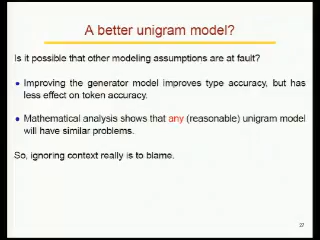 A better unigram model?
Is it possible that other modeling assumptions are at fault?
• Improving the generator model improves type accuracy, but has
less effect on token accuracy.
• Mathematical analysis shows that any (reasonable) unigram model
will have similar problems.
So, ignoring context really is to blame.
27